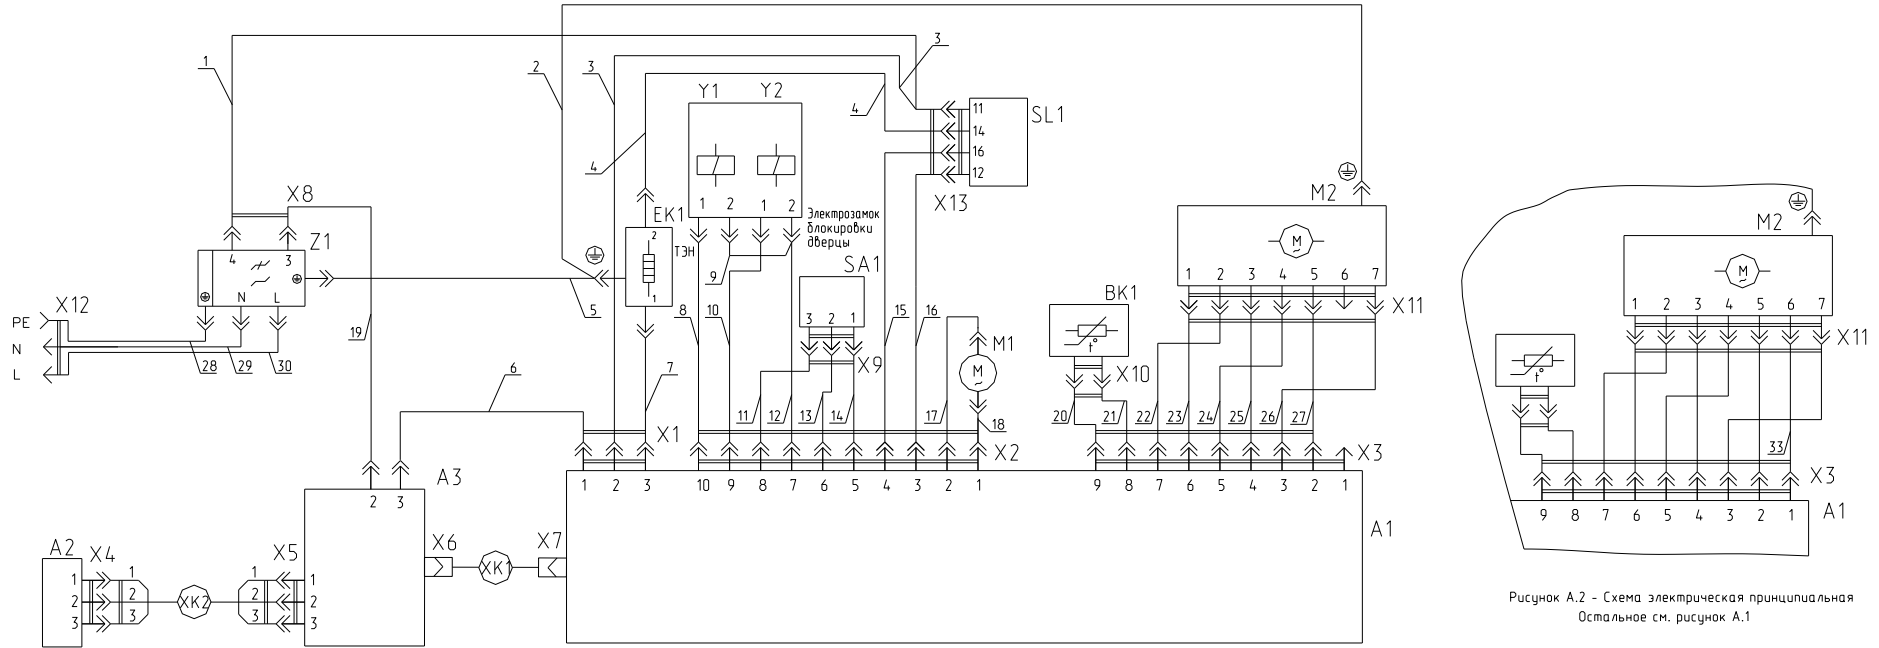 1
2
3
3
4
4
Y1 Y2
1 2 1 2
Электрозамок
блокировки
дверцы
11
14
16
12
SL1
X13
X8
Z1
4 3
N L
X12
PE
N
L
28 29 30
19
5
EK1
2
ТЭН
1
6
7
8
9
10
SA1
3 2 1
X9
11 12 13 14
15 16
17
M1
M
18
BK1
t°
X10
20 21 22 23 24 25 26 27
M2
M
1 2 3 4 5 6 7
X11
X1
X2
X3
1 2 3
10 9 8 7 6 5 4 3 2 1
9 8 7 6 5 4 3 2 1
A1
A3
2 3
X6
XK1
X7
A2
X4
1
2
3
1
2
3
XK2
X5
1
2
3
1
2
3
M2
M
1 2 3 4 5 6 7
X11
t°
33
X3
9 8 7 6 5 4 3 2 1
A1
Рисунок А.2 - Схема электрическая принципиальная
Остальное см. рисунок А.1